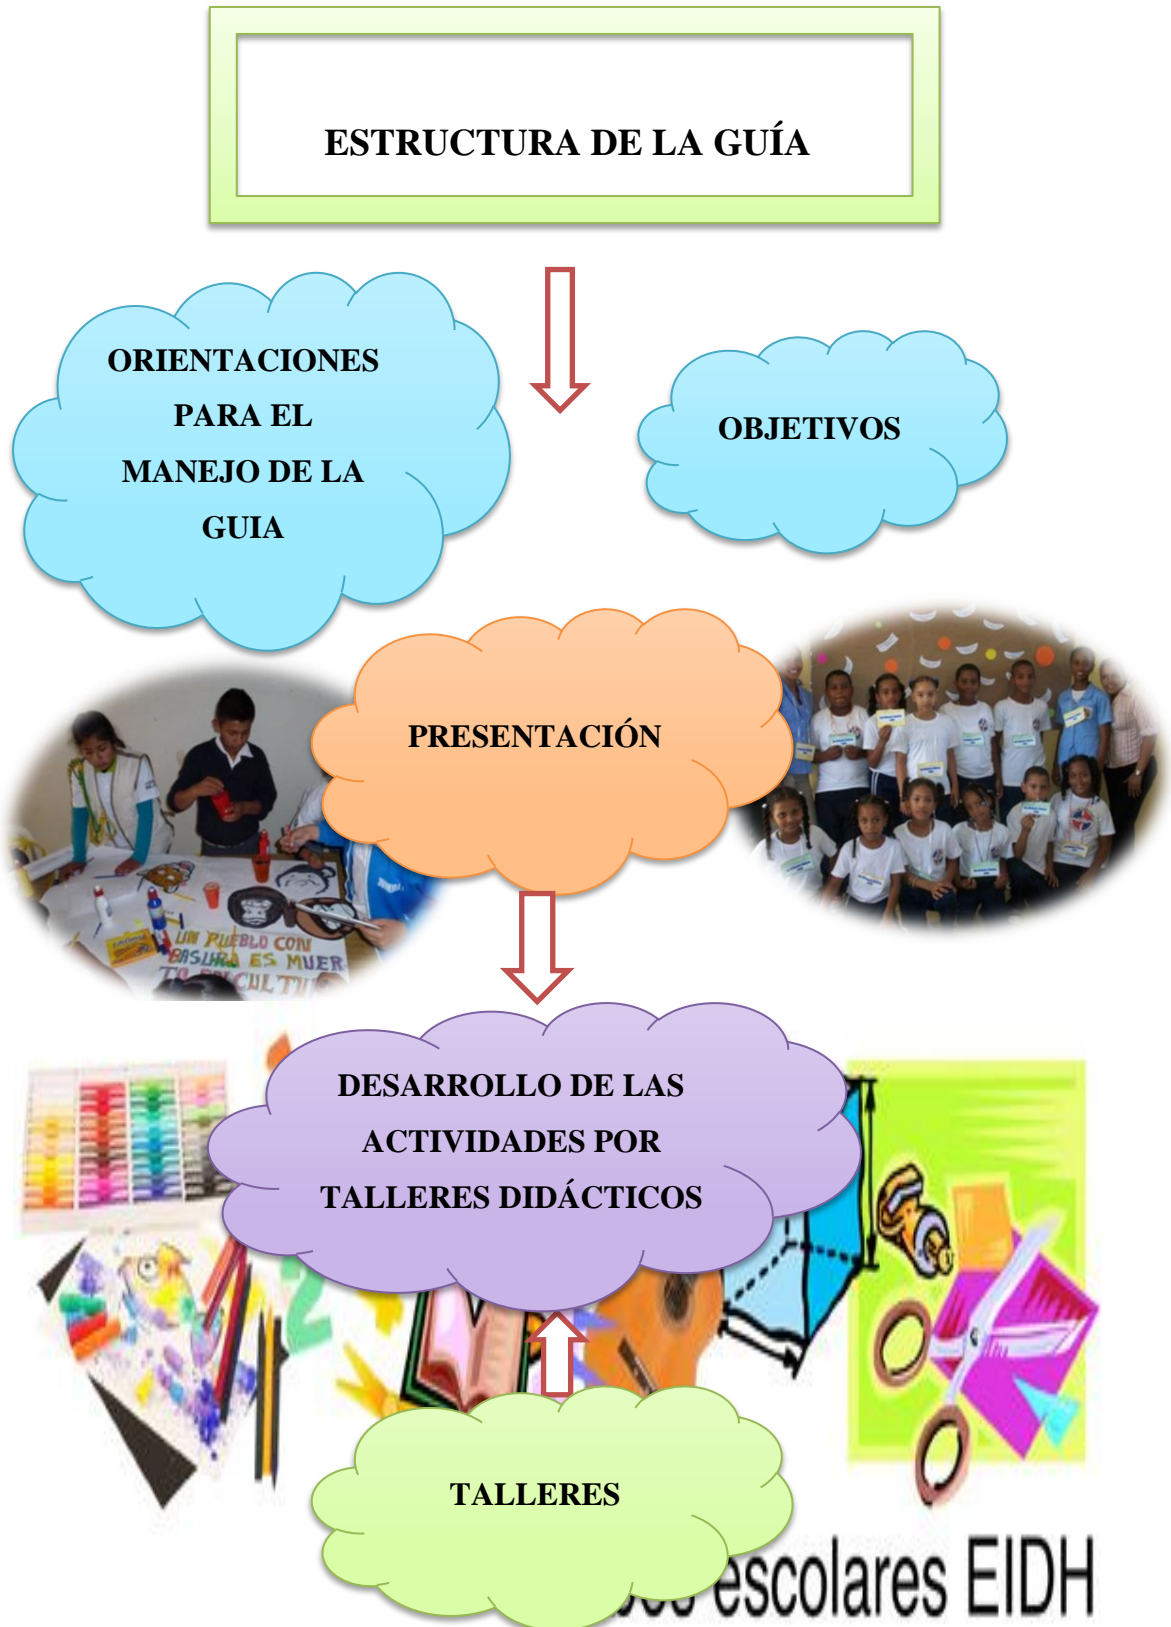 ESTRUCTURA DE LA GUÍA
ORIENTACIONES
PARA EL
MANEJO DE LA
GUIA
OBJETIVOS
PRESENTACIÓN
UN PUEBLO CON
BASURA ES MUER
DESARROLLO DE LAS
ACTIVIDADES POR
TALLERES DIDÁCTICOS
TALLERES
escolares EIDH